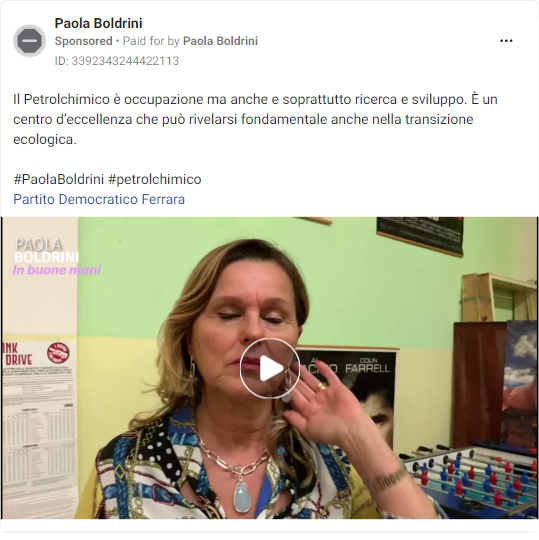 Paola Boldrini
Sponsored • Paid for by Paola Boldrini
ID: 3392343244422113
Il Petrolchimico è occupazione ma anche e soprattutto ricerca e sviluppo. È un
centro d’eccellenza che può rivelarsi fondamentale anche nella transizione
ecologica.
#PaolaBoldrini #petrolchimico
Partito Democratico Ferrara
PAOLA
BOLDRINI
In buone mani
DRIVE
COLIN
FARRELL